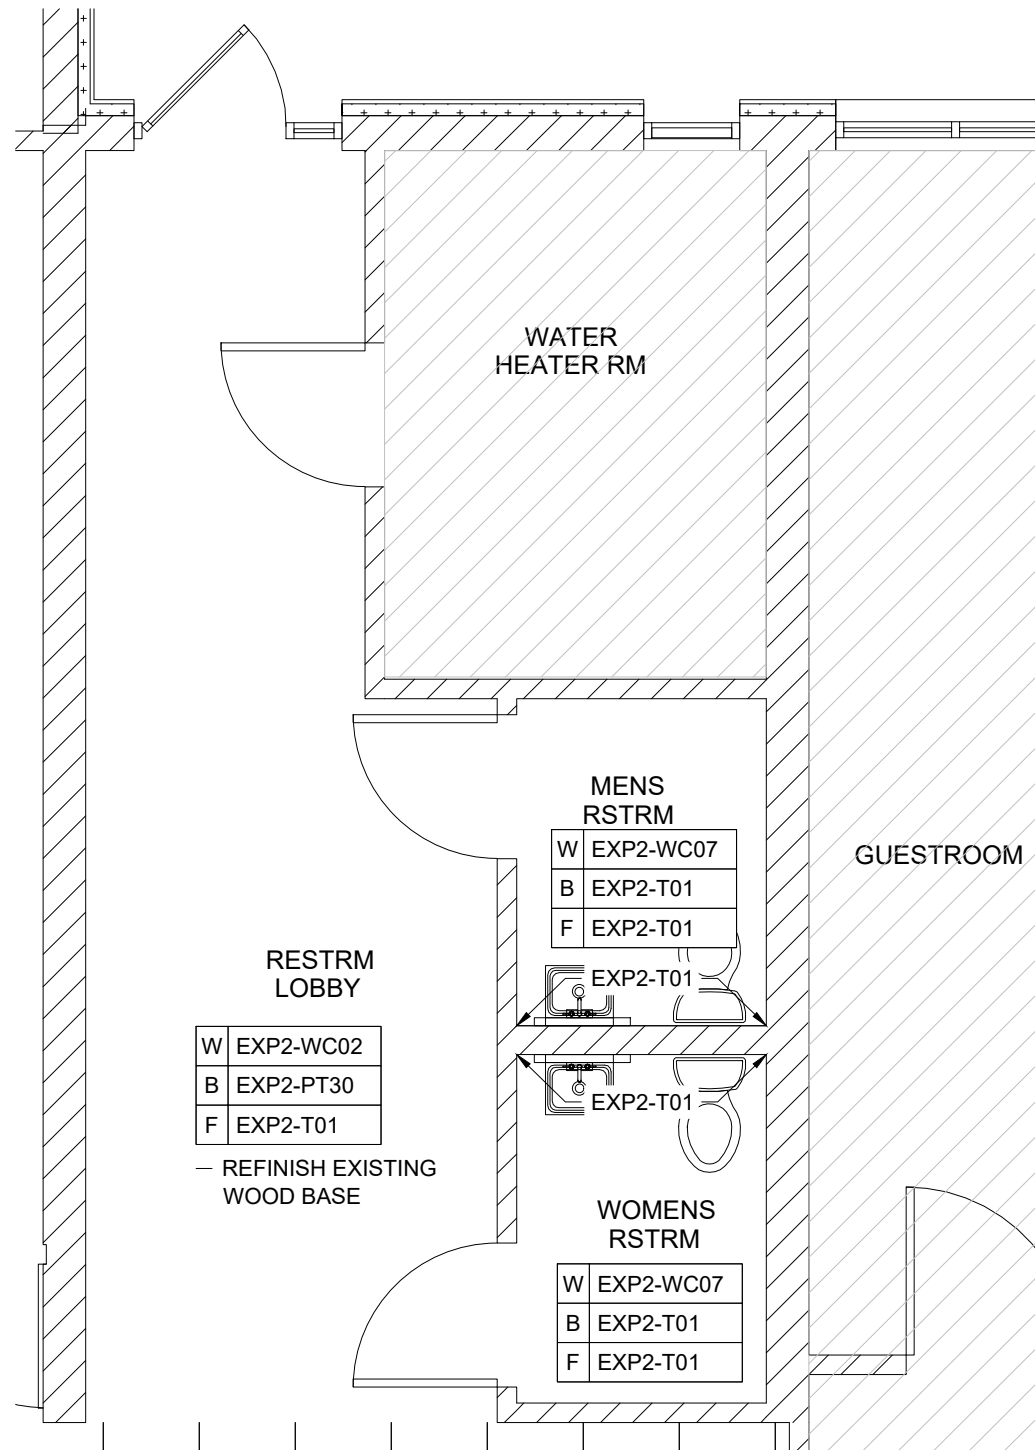 WATER
HEATER RM
MENS
RSTRM
W EXP2-WC07
B EXP2-T01
F EXP2-T01
EXP2-T01
GUESTROOM
RESTRM
LOBBY
W EXP2-WC02
B EXP2-PT30
F EXP2-T01
— REFINISH EXISTING
WOOD BASE
EXP2-T01
WOMENS
RSTRM
W EXP2-WC07
B EXP2-T01
F EXP2-T01